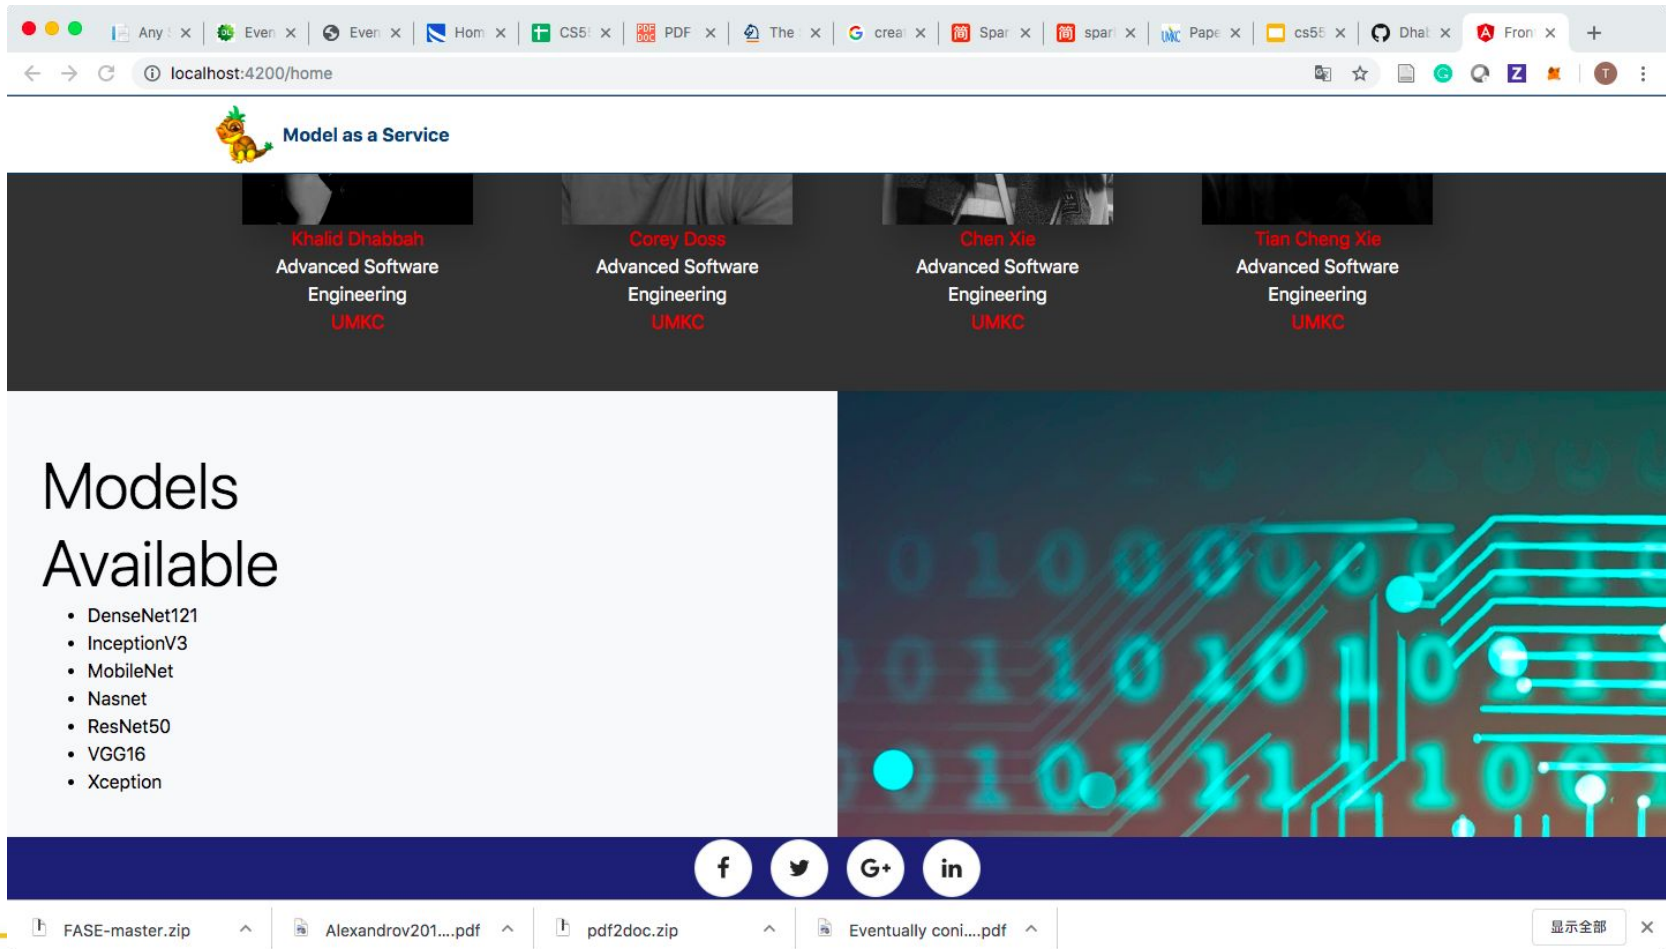 Any
Even
Even
Hom
CS5
PDF
The
crea
Spar
spar
Pape
cs55
Dha
Fron
localhost:4200/home
T
Model as a Service
Khalid Dhabbah
Corey Doss
Chen Xie
Tian Cheng Xie
Advanced Software
Advanced Software
Advanced Software
Advanced Software
Engineering
Engineering
Engineering
Engineering
UMKC
UMKC
UMKC
UMKC
Models
Available
• DenseNet121
• InceptionV3
• MobileNet
• Nasnet
• ResNet50
• VGG16
• Xception
f
G+
in
FASE-master.zip
Alexandrov201....pdf
pdf2doc.zip
Eventually coni....pdf
显示全部